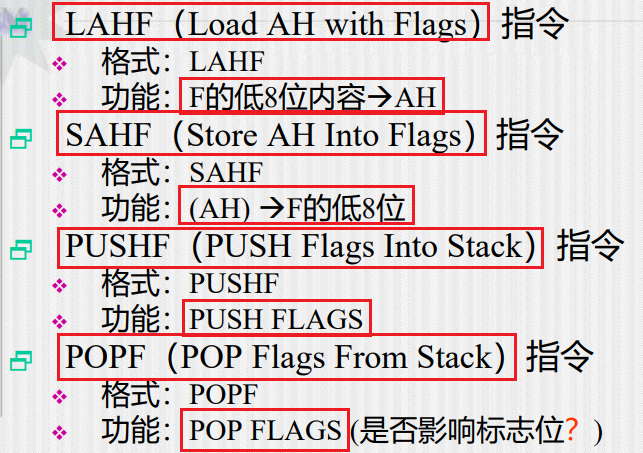 LAHF（Load AH with Flags）指令
格式：LAHF
功能：F的低8位内容→AH
SAHF（Store AH Into Flags）指令
格式：SAHF
功能：(AH) →F的低8位
PUSHF（PUSH Flags Into Stack）指令
格式：PUSHF
功能：PUSH FLAGS
POPF（POP Flags From Stack）指令
格式：POPF
功能：POP FLAGS (是否影响标志位？)